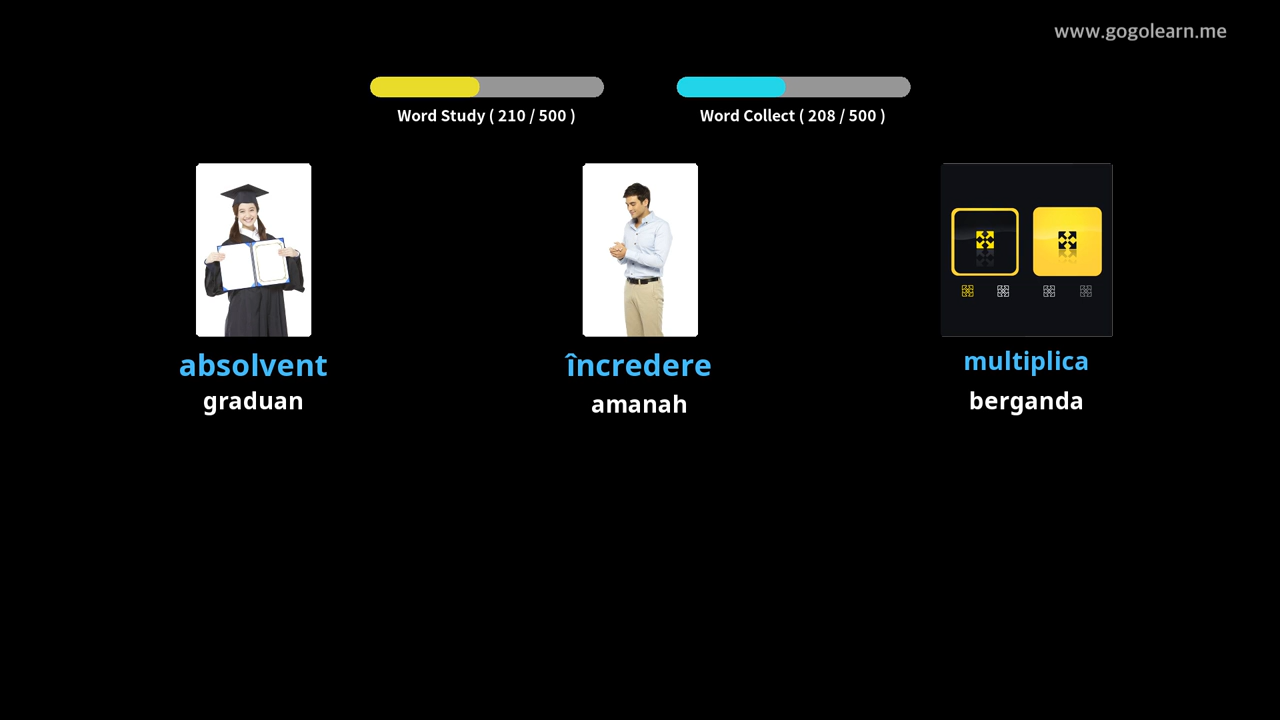 www.gogolearn.me
Word Study ( 210 / 500 )
Word Collect ( 208 / 500 )
absolvent
graduan
încredere
amanah
multiplica
berganda